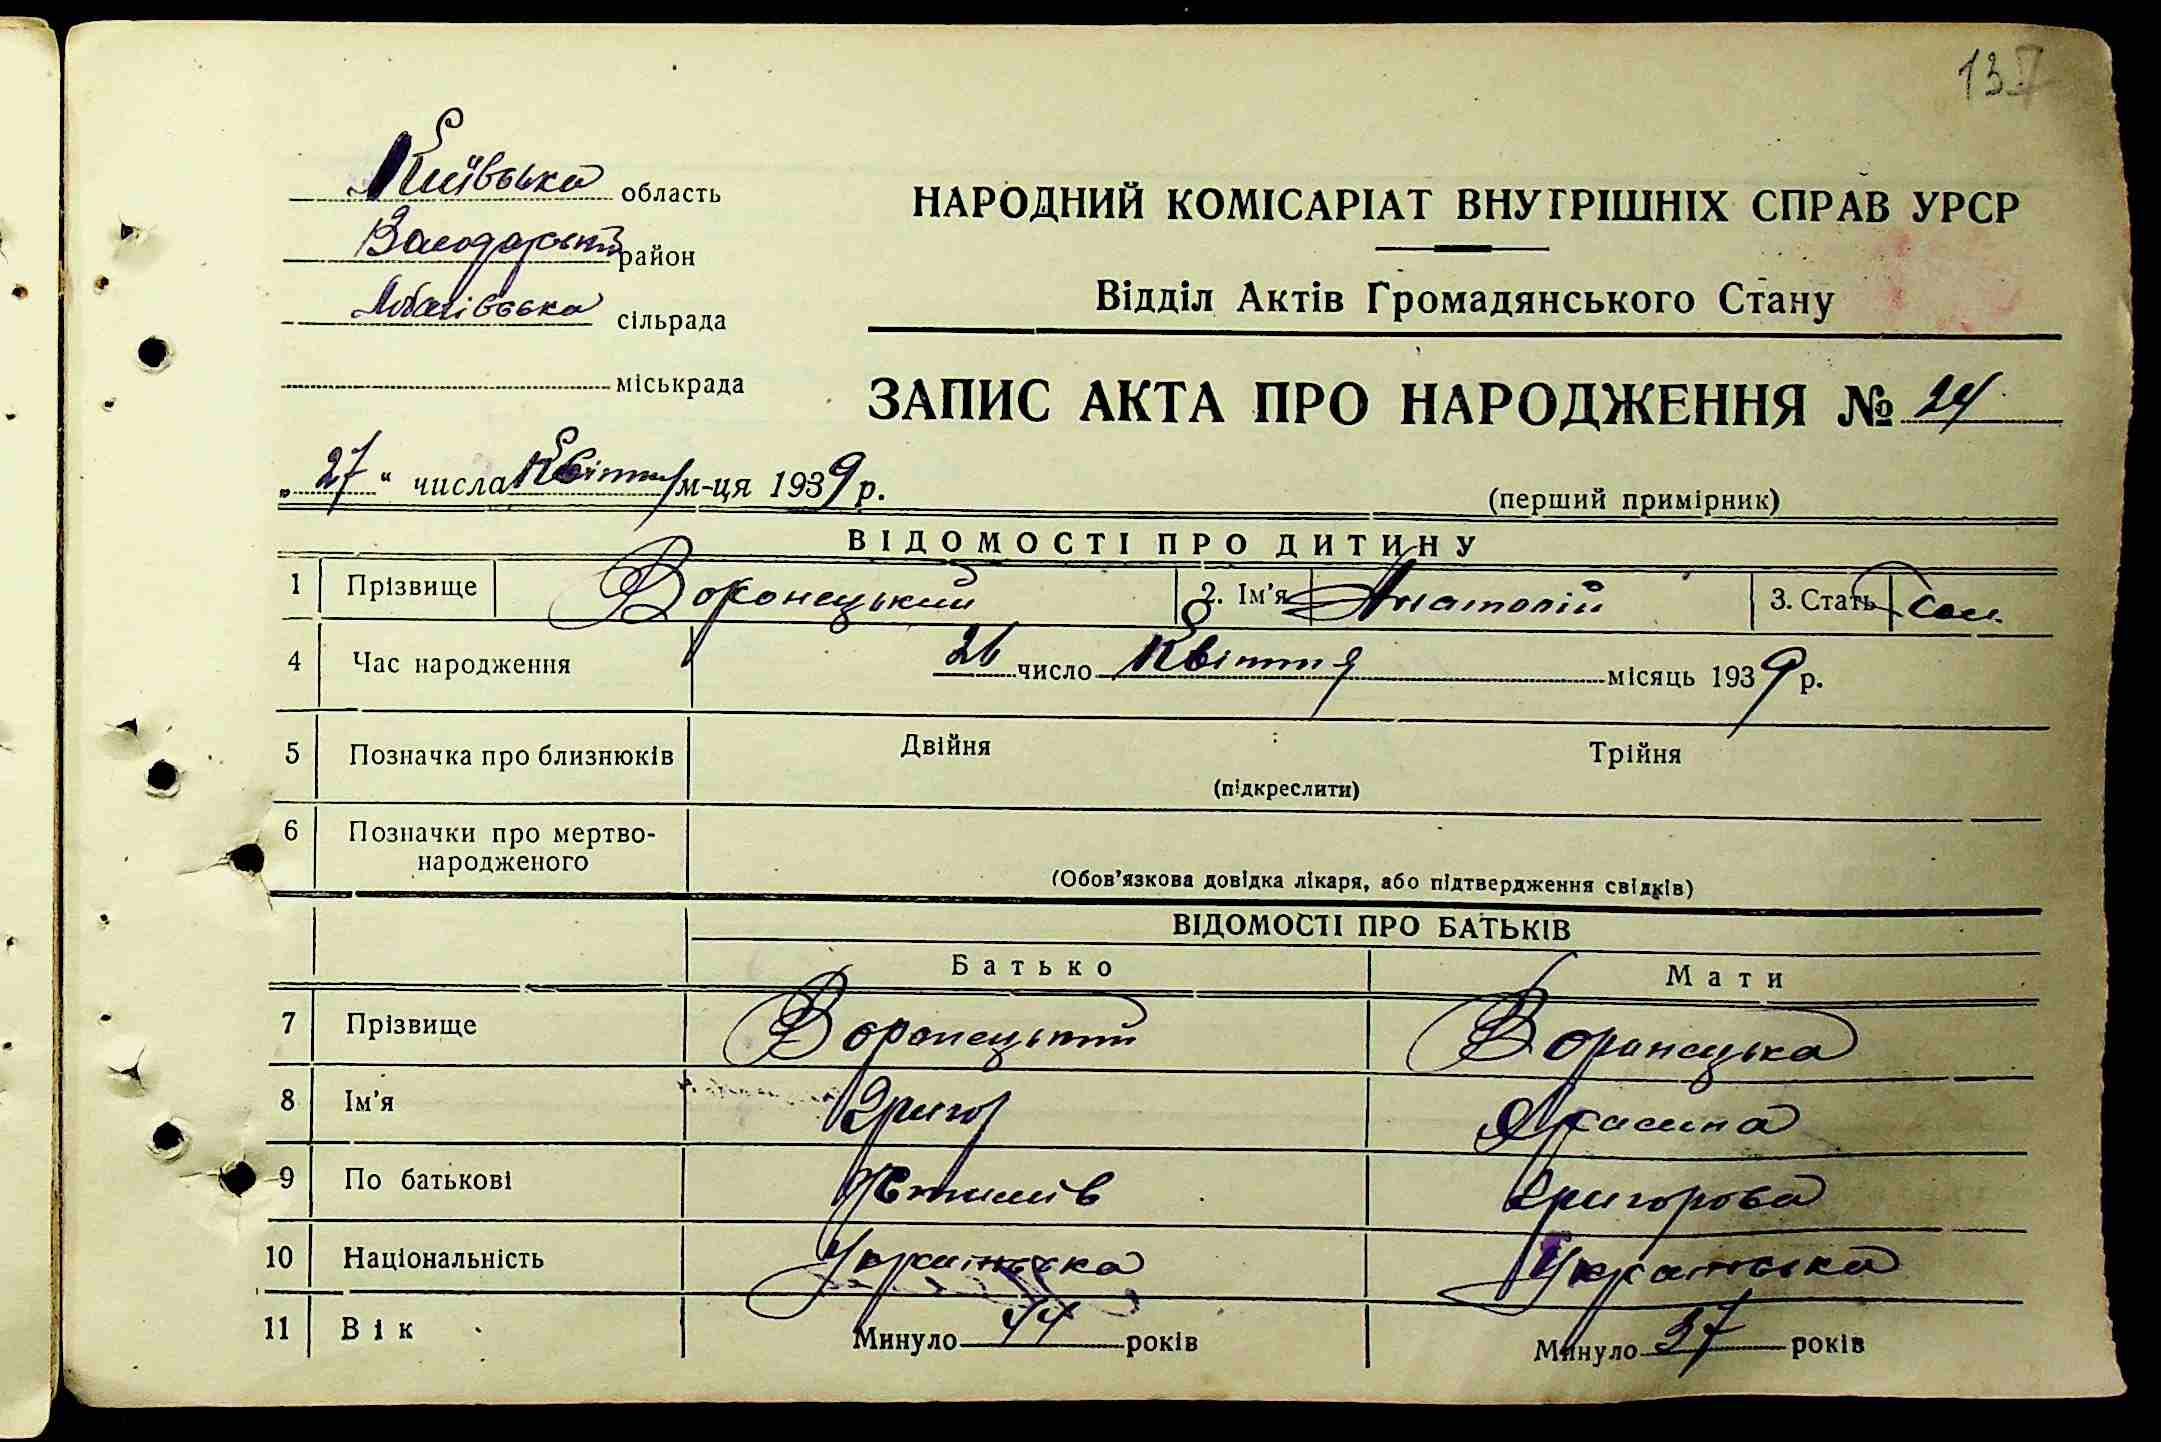 137
Київська область
Володарський район
Лобачівська сільрада
міськрада
НАРОДНИЙ КОМІСАРІАТ ВНУТРІШНІХ СПРАВ УРСР
Відділ Актів Громадянського Стану
ЗАПИС АКТА ПРО НАРОДЖЕННЯ № 24
„27“ числа Квітня м-ця 1939 р.
(перший примірник)
ВІДОМОСТІ ПРО ДИТИНУ
1 Прізвище Воронецький 2. Ім'я Анатолій 3. Стать чол.
4 Час народження 26 число Квітня місяць 1939 р.
5 Позначка про близнюків Двійня Трійня
(підкреслити)
6 Позначки про мертво-
народженого
(Обов'язкова довідка лікаря, або підтвердження свідків)
ВІДОМОСТІ ПРО БАТЬКІВ
Батько Мати
7 Прізвище Воронецький Воронецька
8 Ім'я Григор
9 По батькові Григорова
10 Національність Українська Українська
11 Вік Минуло 44 років Минуло 37 років